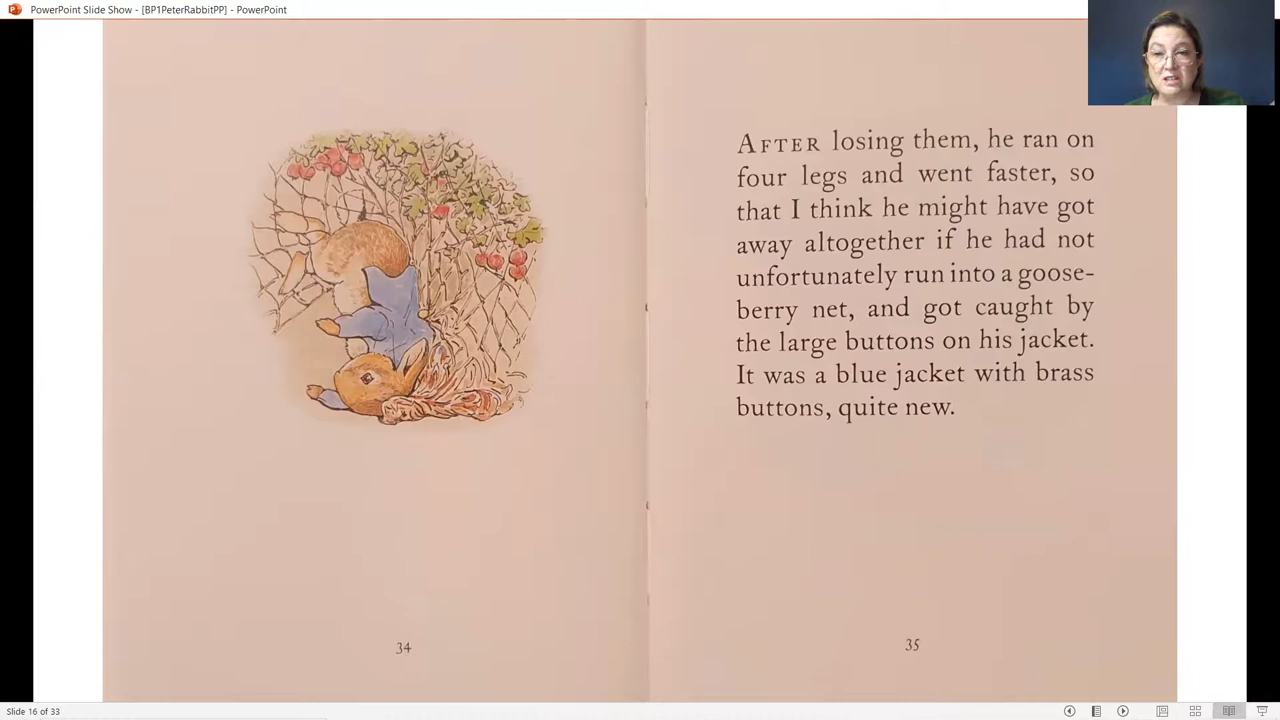 PowerPoint Slide Show - [BP1PeterRabbitPP] - PowerPoint
AFTER losing them, he ran on
four legs and went faster, so
that I think he might have got
away altogether if he had not
unfortunately run into a goose-
berry net, and got caught by
the large buttons on his jacket.
It was a blue jacket with brass
buttons, quite new.
34
35
Slide 16 of 33